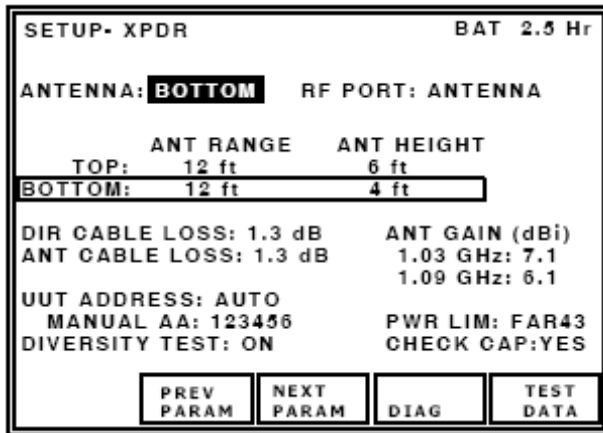 SETUP- XPDR BAT 2.5 Hr
ANTENNA: BOTTOM RF PORT: ANTENNA
ANT RANGE ANT HEIGHT
TOP: 12 ft 6 ft
BOTTOM: 12 ft 4 ft
DIR CABLE LOSS: 1.3 dB ANT GAIN (dBi)
ANT CABLE LOSS: 1.3 dB 1.03 GHz: 7.1
1.09 GHz: 6.1
UUT ADDRESS: AUTO
MANUAL AA: 123456 PWR LIM: FAR43
DIVERSITY TEST: ON CHECK CAP:YES
PREV PARAM NEXT PARAM DIAG TEST DATA